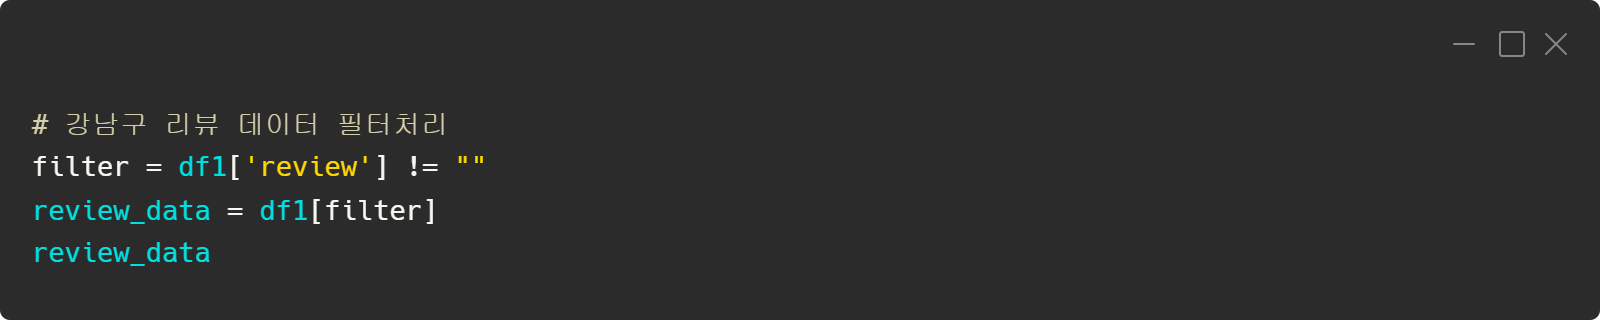 # 강남구 리뷰 데이터 필터처리
filter = df1['review'] != ""
review_data = df1[filter]
review_data